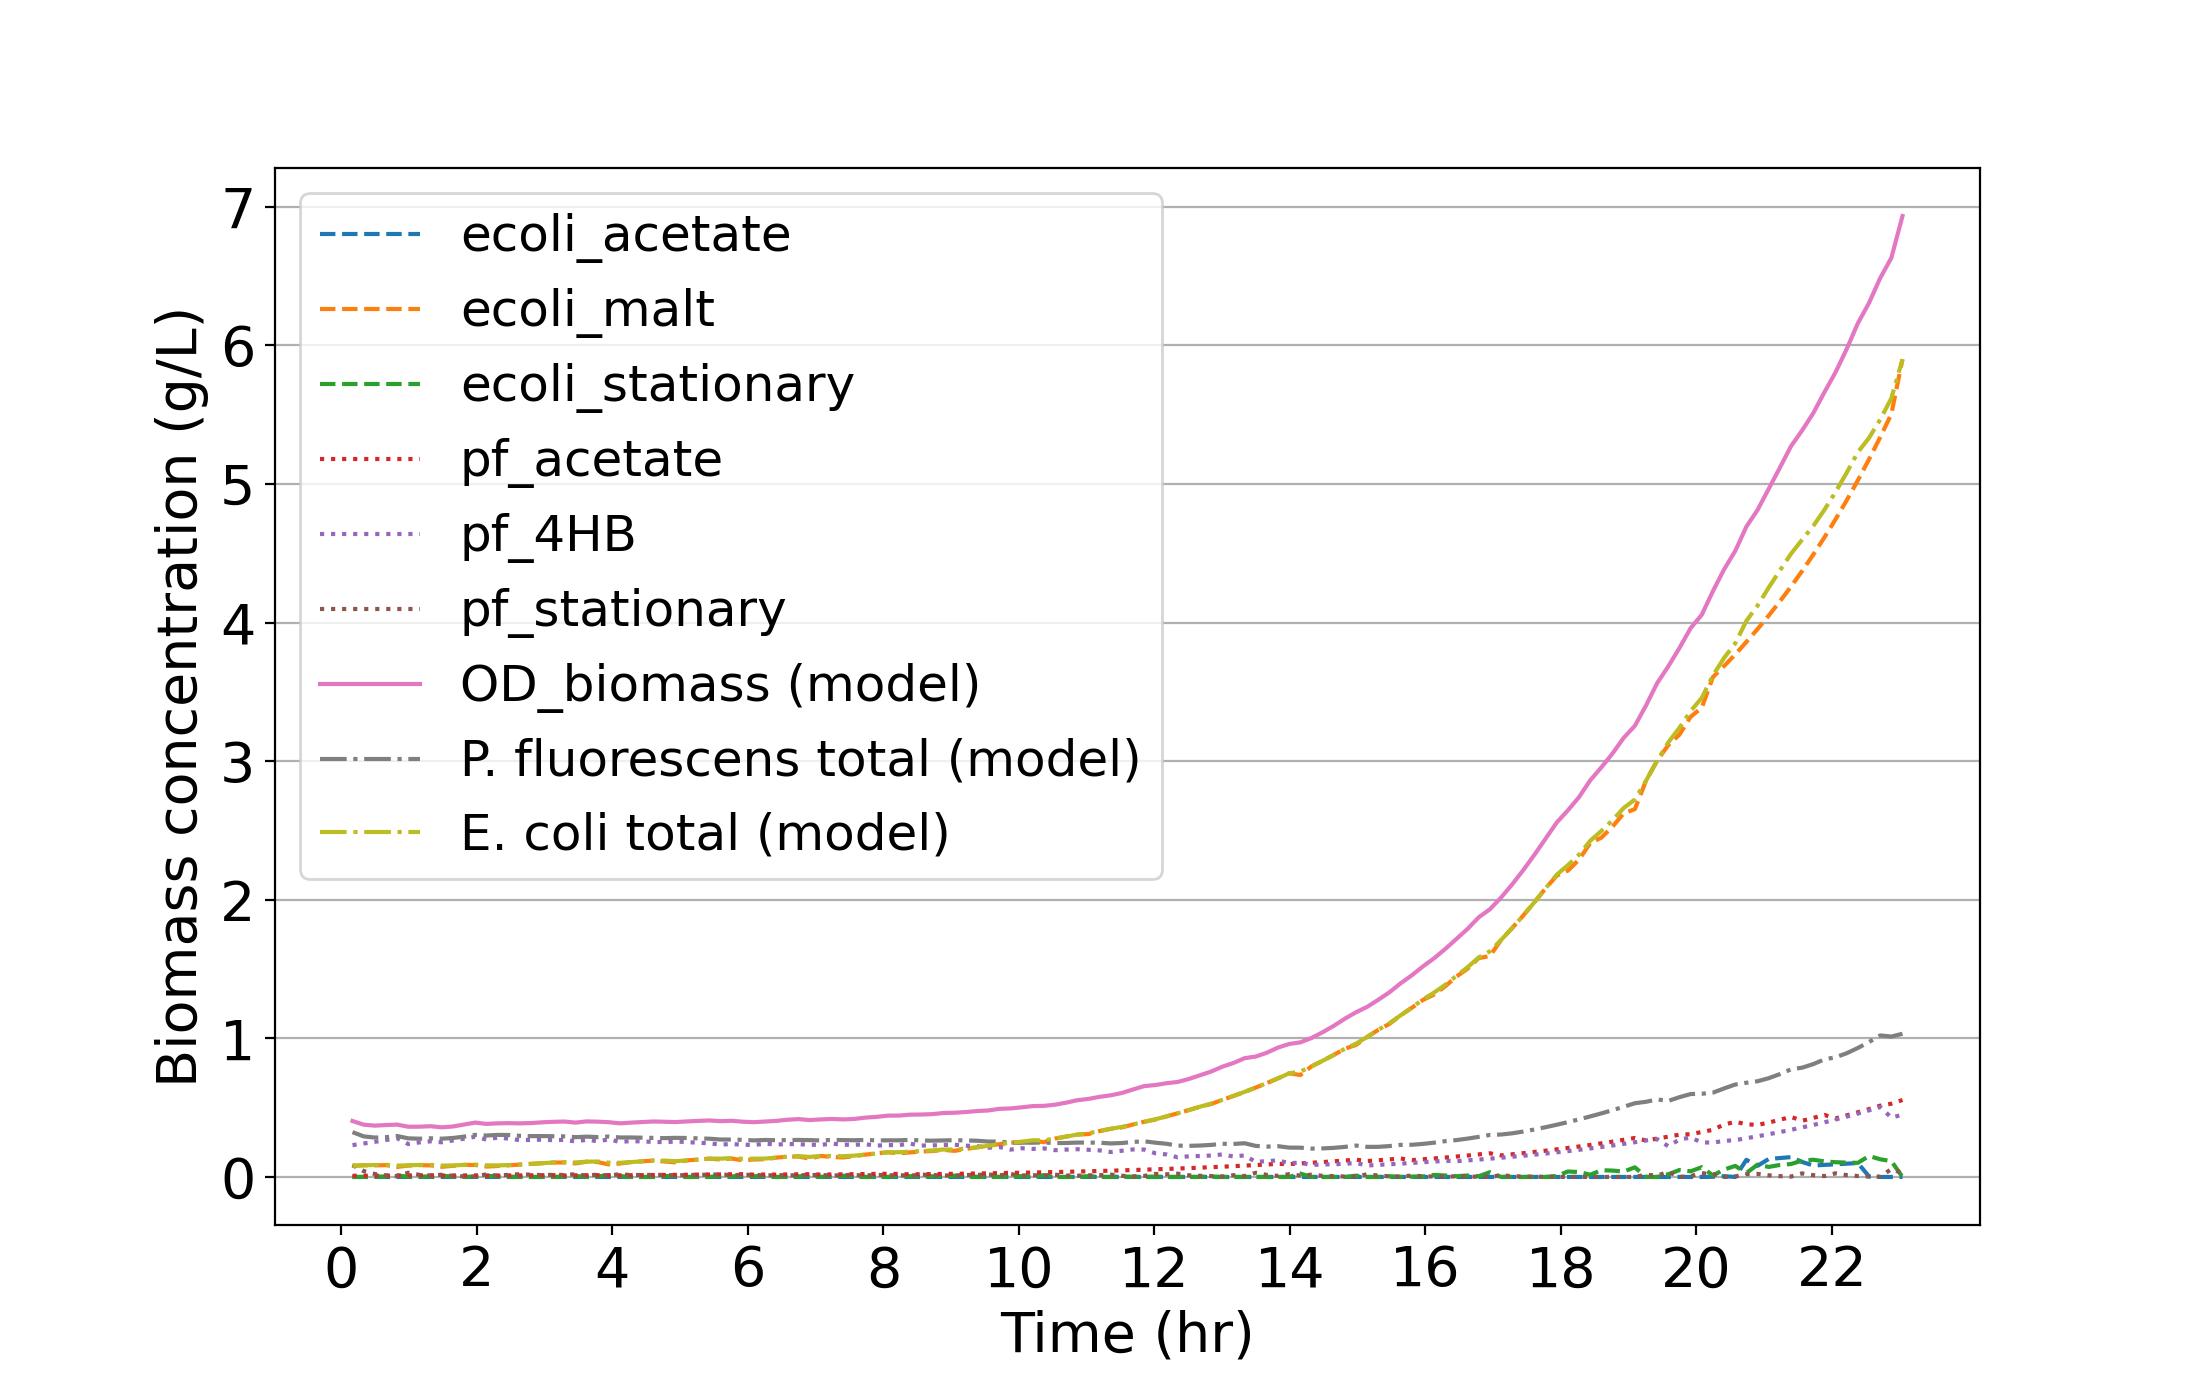 7
6
5
4
3
2
1
0
Biomass concentration (g/L)
ecoli_acetate
ecoli_malt
ecoli_stationary
pf_acetate
pf_4HB
pf_stationary
OD_biomass (model)
P. fluorescens total (model)
E. coli total (model)
0 2 4 6 8 10 12 14 16 18 20 22
Time (hr)